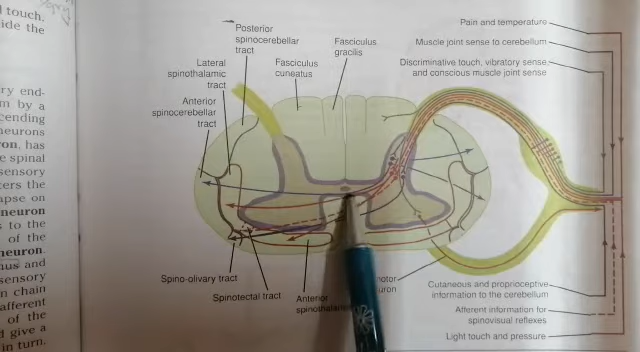 touch,
ide the
ry end-
m by a
cending
neurons
ron, has
e spinal
sensory
ters the
apse on
neuron
s to the
of the
neuron
nus and
sensory
n chain
afferent
of the
d give a
in turn.
Posterior
spinocerebellar
tract
Lateral
spinothalamic
tract
Anterior
spinocerebellar
tract
Fasciculus
cuneatus
Fasciculus
gracilis
Pain and temperature
Muscle joint sense to cerebellum
Discriminative touch, vibratory sense,
and conscious muscle joint sense
Spino-olivary tract
Spinotectal tract
Anterior
spinothalam
motor
uron
Cutaneous and proprioceptive
information to the cerebellum
Afferent information for
spinovisual reflexes
Light touch and pressure